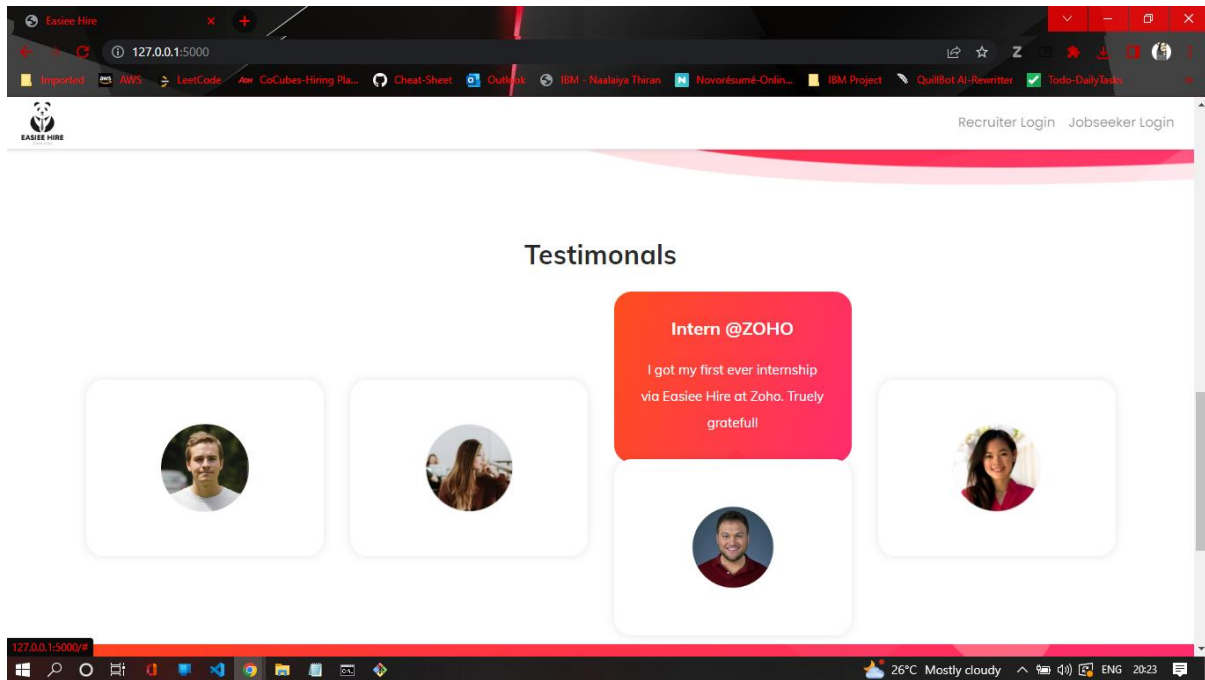 Easiee Hire
127.0.0.1:5000
Imported AWS LeetCode CoCubes-Hiring Pla... Cheat-Sheet Outlook IBM - Naalaiya Thiran Novorésumé-Onlin... IBM Project QuillBot AI-Rewritter Todo-DailyTasks
EASIEE HIRE
Recruiter Login Jobseeker Login
Testimonals
Intern @ZOHO
I got my first ever internship
via Easiee Hire at Zoho. Truely
gratefull
127.0.0.1:5000/#
26°C Mostly cloudy ENG 20:23